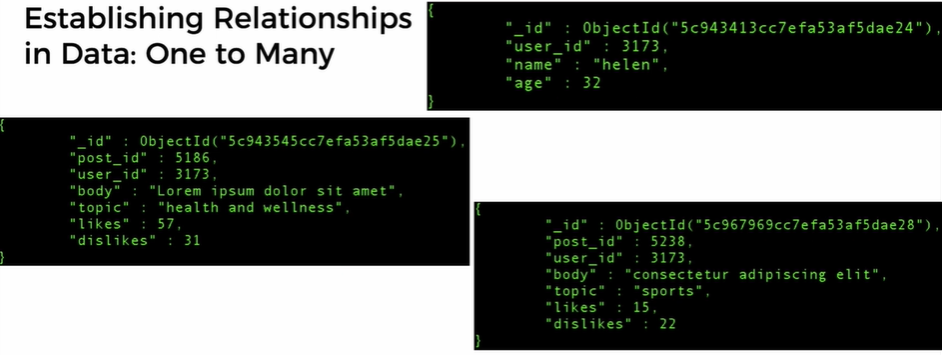 Establishing Relationships
in Data: One to Many
{
"_id" : ObjectId("5c943413cc7efa53af5dae24"),
"user_id" : 3173,
"name" : "helen",
"age" : 32
}
{
"_id" : ObjectId("5c943545cc7efa53af5dae25"),
"post_id" : 5186,
"user_id" : 3173,
"body" : "Lorem ipsum dolor sit amet",
"topic" : "health and wellness",
"likes" : 57,
"dislikes" : 31
}
{
"_id" : ObjectId("5c967969cc7efa53af5dae28"),
"post_id" : 5238,
"user_id" : 3173,
"body" : "consectetur adipiscing elit",
"topic" : "sports",
"likes" : 15,
"dislikes" : 22
}